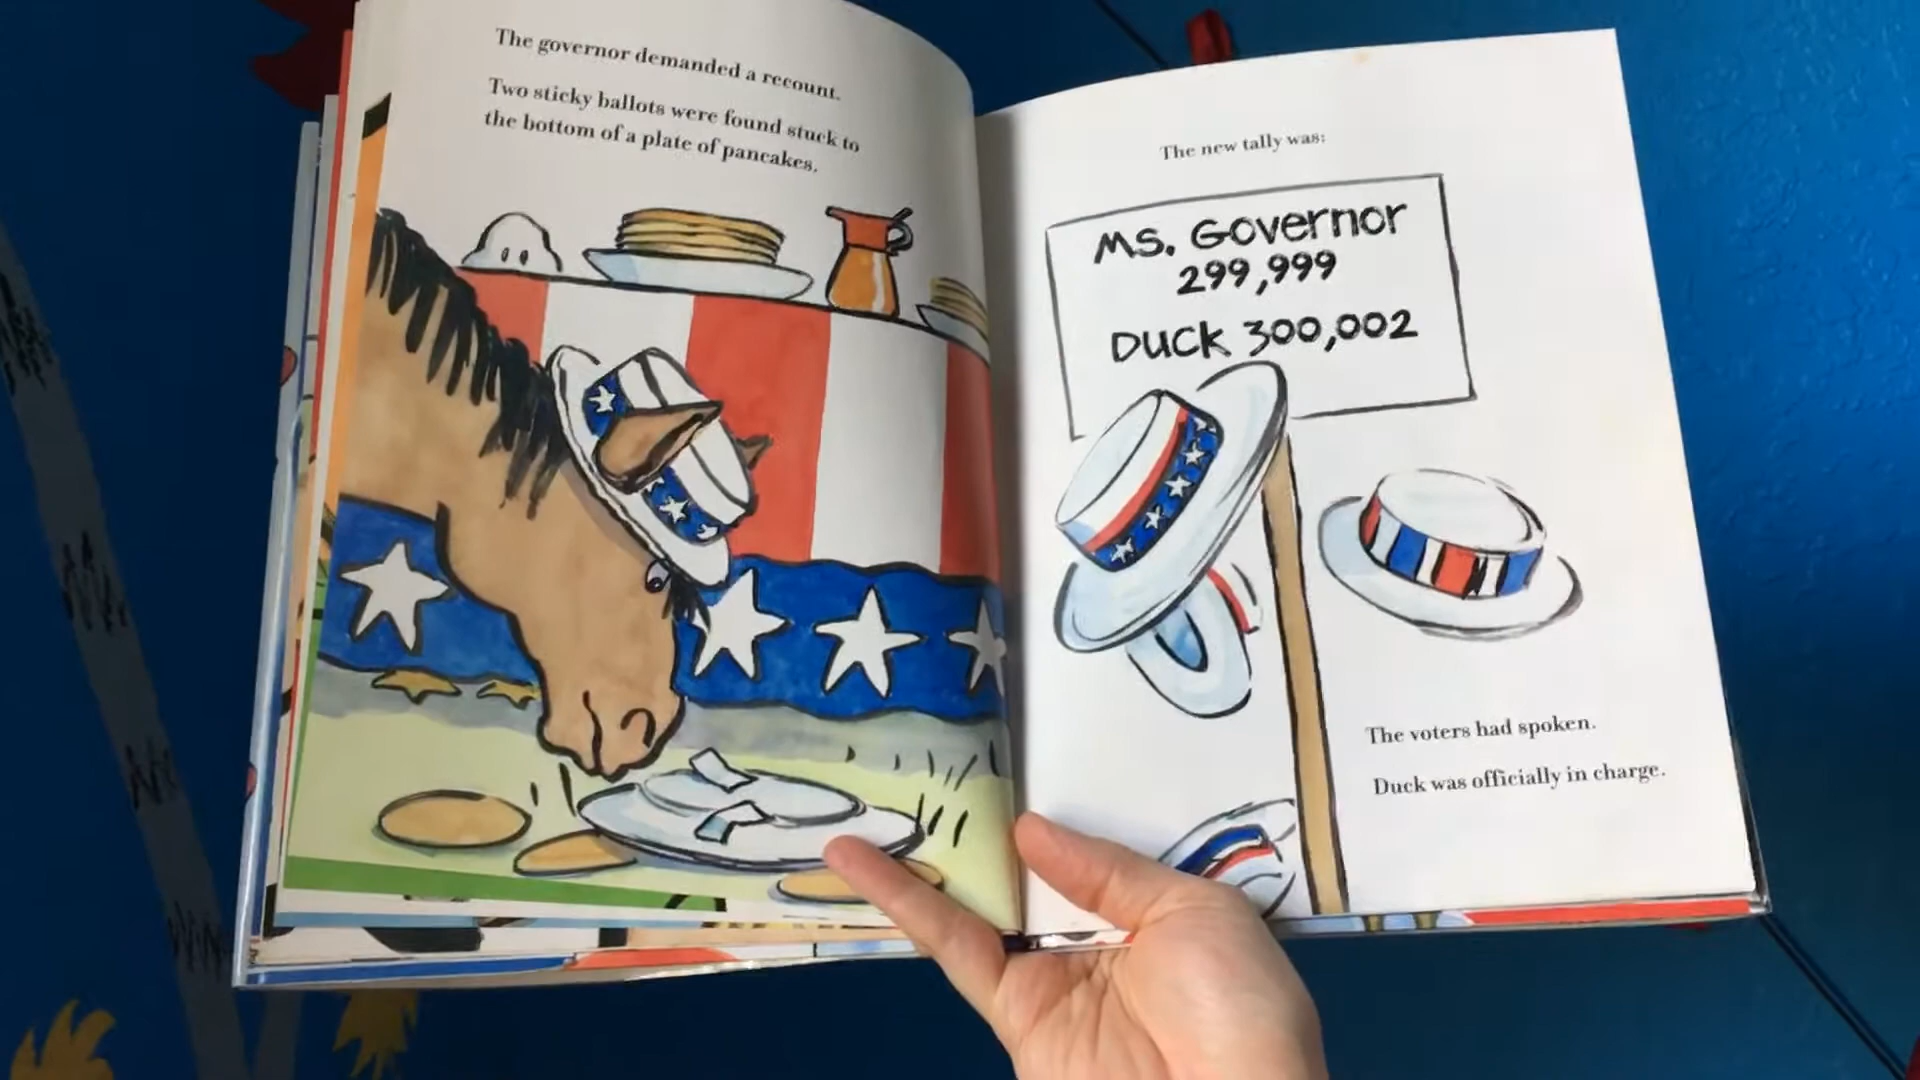 The governor demanded a recount.
Two sticky ballots were found stuck to
the bottom of a plate of pancakes.
The new tally was:
Ms. Governor
299,999
Duck 300,002
The voters had spoken.
Duck was officially in charge.